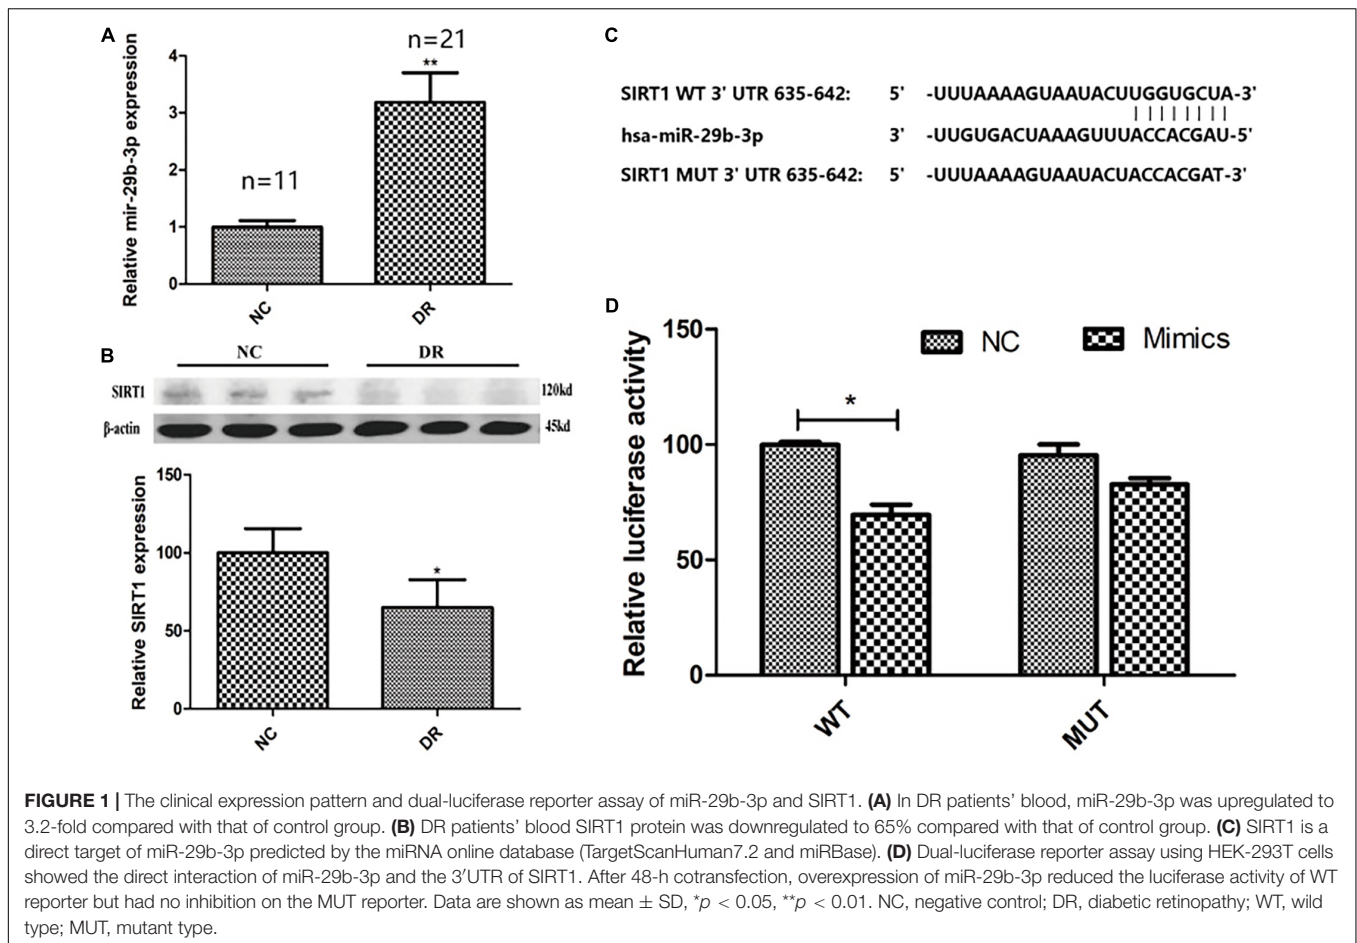 A
Relative mir-29b-3p expression
4
3
2
1
0
n=11
n=21
**
NC
DR
B
NC
DR
SIRT1
120kd
β-actin
45kd
Relative SIRT1 expression
150
100
50
0
*
NC
DR
C
SIRT1 WT 3' UTR 635-642: 5' -UUUAAAAGUAAUACUUGGUGCUA-3'
hsa-miR-29b-3p 3' -UUGUGACUAAAGUUUACCACGAU-5'
SIRT1 MUT 3' UTR 635-642: 5' -UUUAAAAGUAAUACUACCACGAT-3'
D
Relative luciferase activity
150
100
50
0
NC
Mimics
*
WT
MUT
FIGURE 1 | The clinical expression pattern and dual-luciferase reporter assay of miR-29b-3p and SIRT1. (A) In DR patients' blood, miR-29b-3p was upregulated to
3.2-fold compared with that of control group. (B) DR patients' blood SIRT1 protein was downregulated to 65% compared with that of control group. (C) SIRT1 is a
direct target of miR-29b-3p predicted by the miRNA online database (TargetScanHuman7.2 and miRBase). (D) Dual-luciferase reporter assay using HEK-293T cells
showed the direct interaction of miR-29b-3p and the 3′UTR of SIRT1. After 48-h cotransfection, overexpression of miR-29b-3p reduced the luciferase activity of WT
reporter but had no inhibition on the MUT reporter. Data are shown as mean ± SD, *p < 0.05, **p < 0.01. NC, negative control; DR, diabetic retinopathy; WT, wild
type; MUT, mutant type.